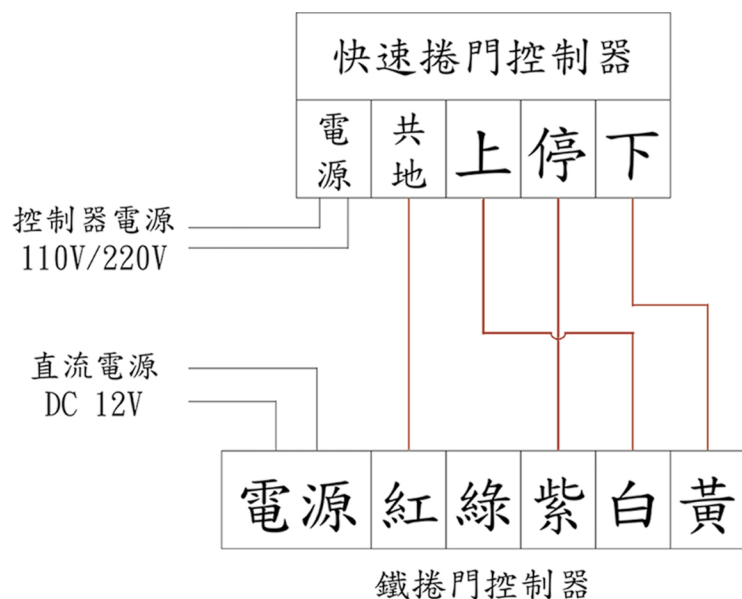 快速捲門控制器
電源 共地 上 停 下
控制器電源
110V/220V
直流電源
DC 12V
電源 紅 綠 紫 白 黃
鐵捲門控制器